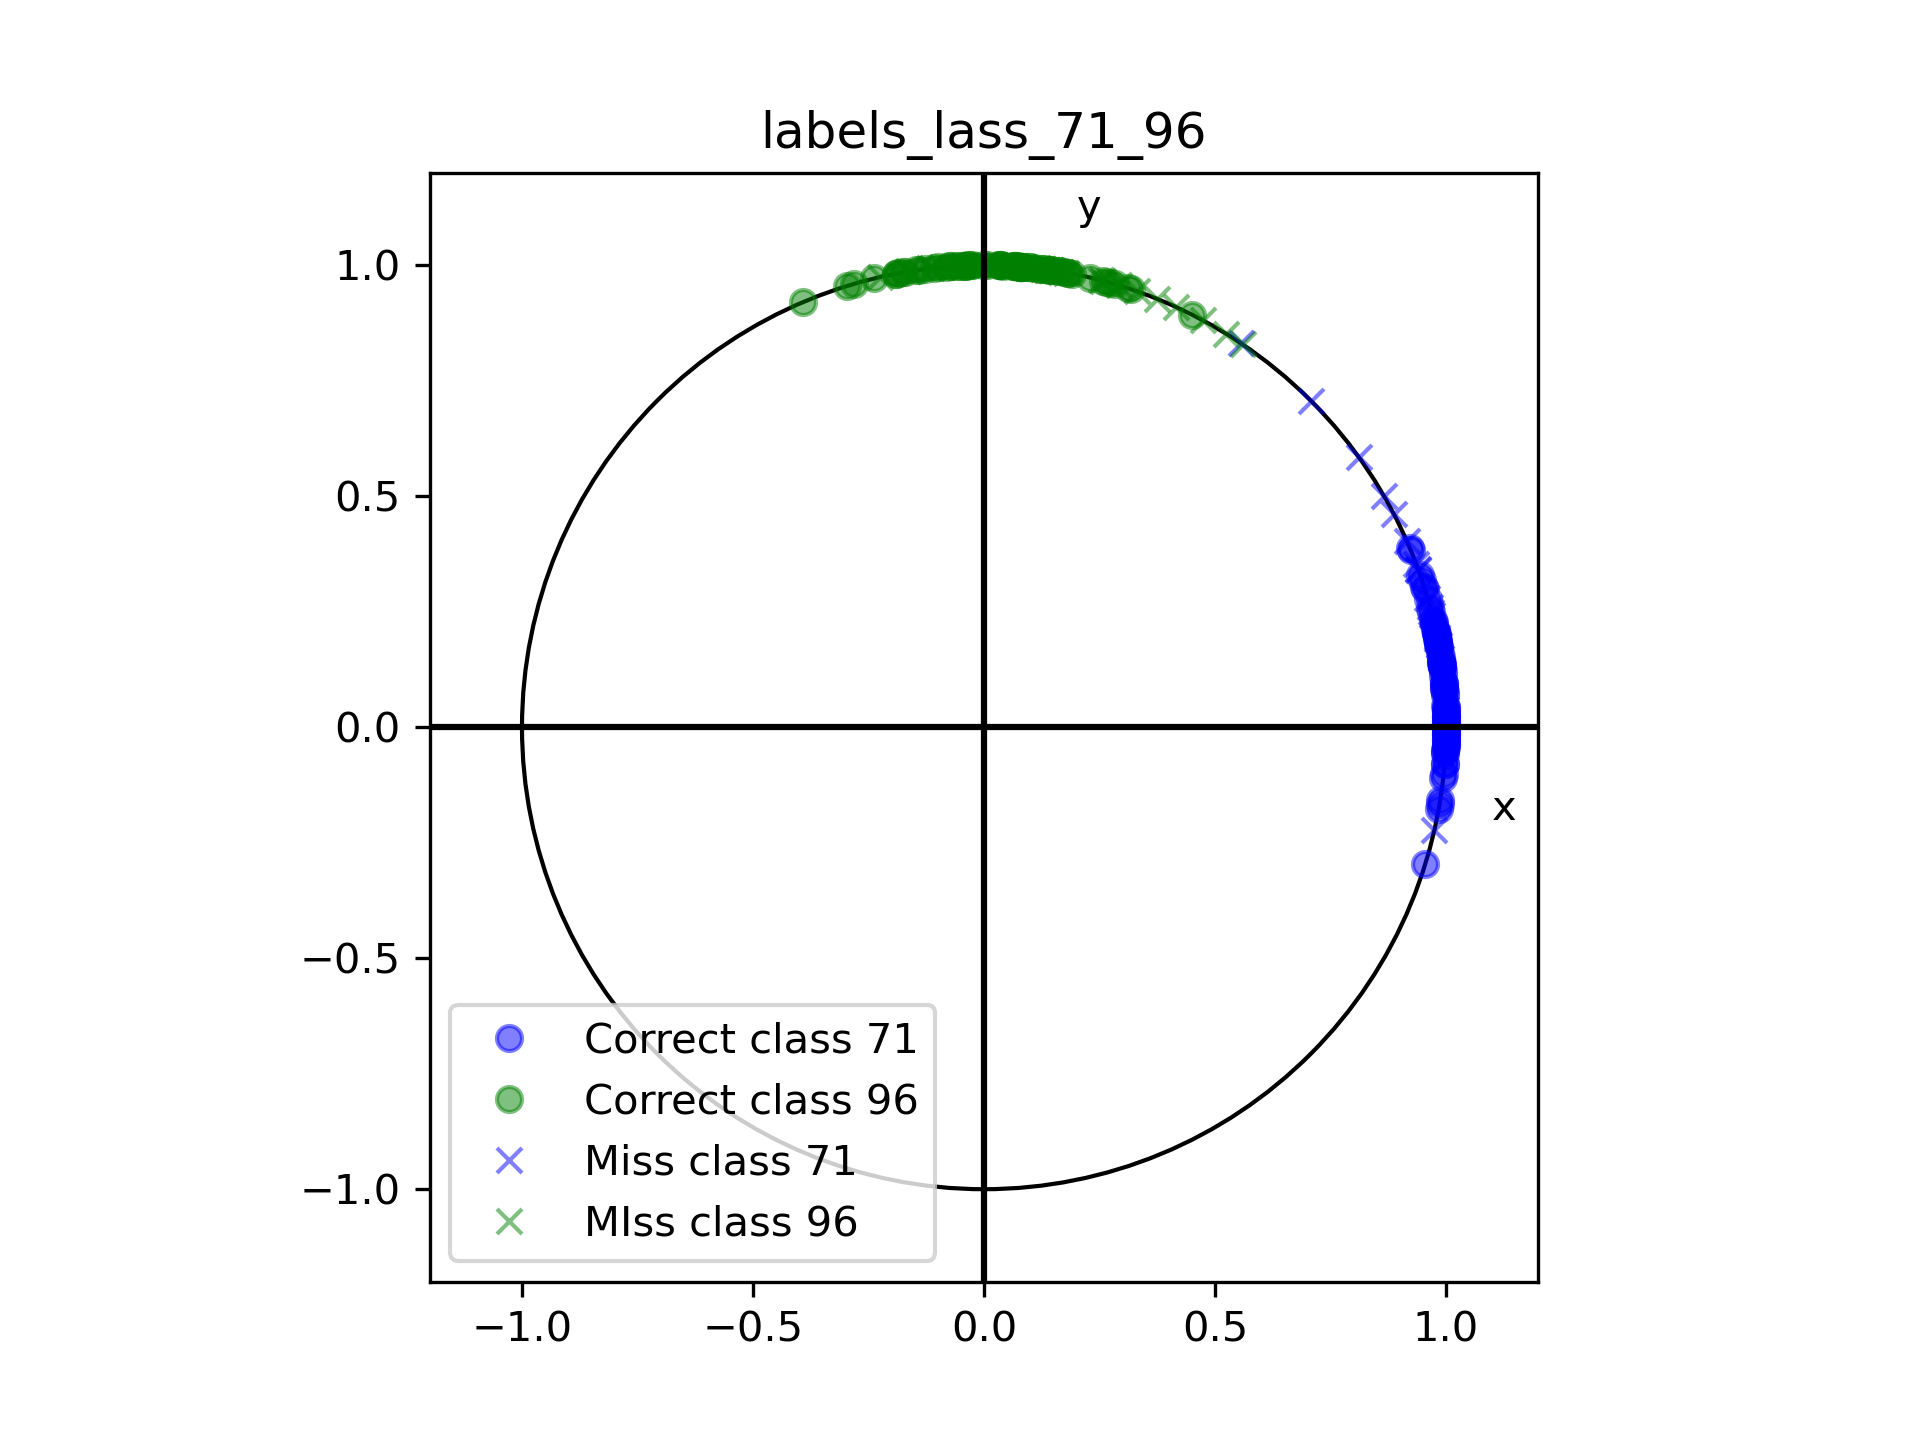 labels_lass_71_96
y
1.0
0.5
0.0
x
−0.5
−1.0
Correct class 71
Correct class 96
Miss class 71
MIss class 96
−1.0 −0.5 0.0 0.5 1.0